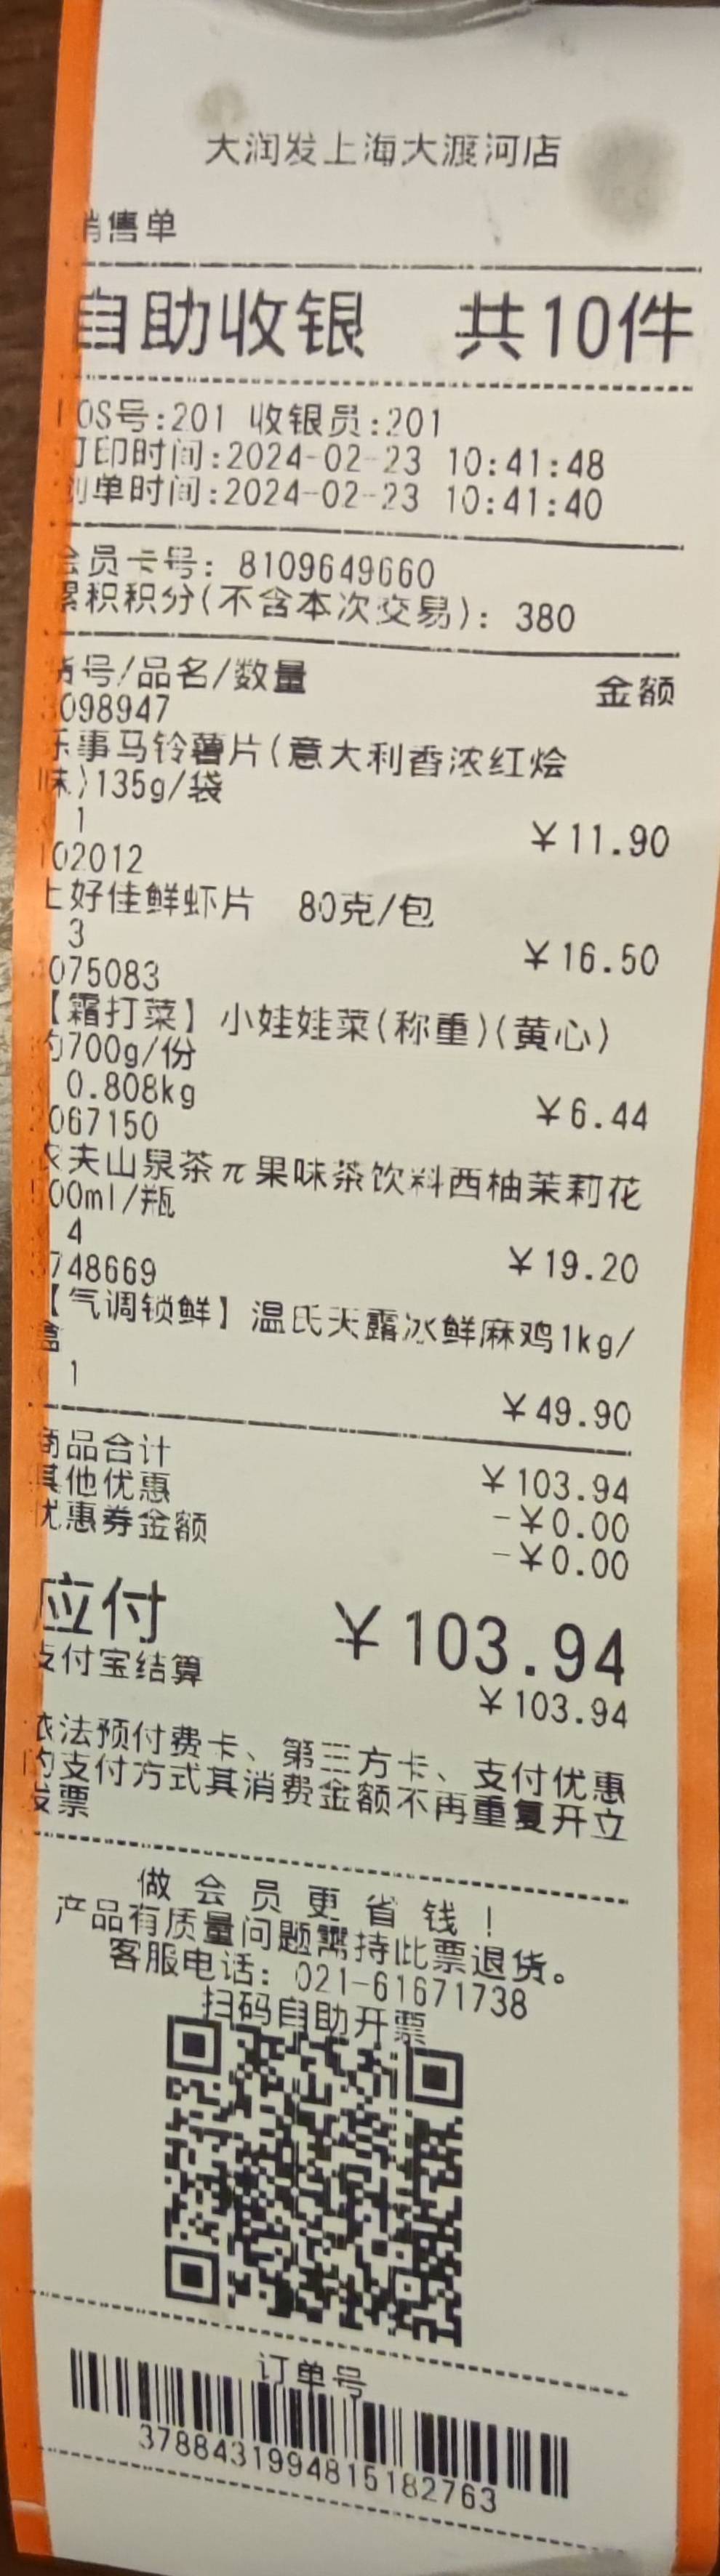 大润发上海大渡河店
销售单
自助收银 共10件
POS号:201 收银员:201
打印时间:2024-02-23 10:41:48
创单时间:2024-02-23 10:41:40
会员卡号: 8109649660
累积积分(不含本次交易): 380
货号/品名/数量 金额
098947
乐事马铃薯片(意大利香浓红烩
味)135g/袋
1 ¥11.90
102012
上好佳鲜虾片 80克/包
3 ¥16.50
075083
【霜打菜】小娃娃菜(称重)(黄心)
约700g/份
0.808kg ¥6.44
067150
农夫山泉茶π果味茶饮料西柚茉莉花
500ml/瓶
4 ¥19.20
748669
【气调锁鲜】温氏天露冰鲜麻鸡1kg/
盒
1 ¥49.90
商品合计 ¥103.94
其他优惠 -¥0.00
优惠券金额 -¥0.00
应付 ¥103.94
支付宝结算 ¥103.94
依法预付费卡、第三方卡、支付优惠
的支付方式其消费金额不再重复开立
发票
做会员更省钱!
产品有质量问题需持此票退货。
客服电话: 021-61671738
扫码自助开票
订单号
3788431994815182763